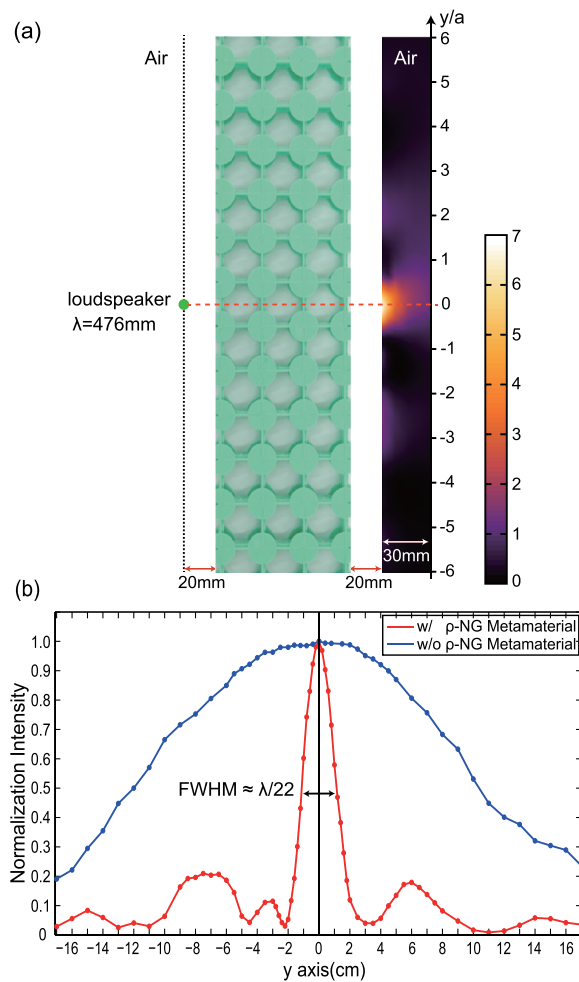 (a)
y/a
Air
Air
6
5
4
3
2
1
0
-1
-2
-3
-4
-5
-6
loudspeaker
λ=476mm
7
6
5
4
3
2
1
0
30mm
20mm
20mm
(b)
w/ ρ-NG Metamaterial
w/o ρ-NG Metamaterial
FWHM ≈ λ/22
Normalization Intensity
1.0
0.9
0.8
0.7
0.6
0.5
0.4
0.3
0.2
0.1
0
-16 -14 -12 -10 -8 -6 -4 -2 0 2 4 6 8 10 12 14 16
y axis(cm)